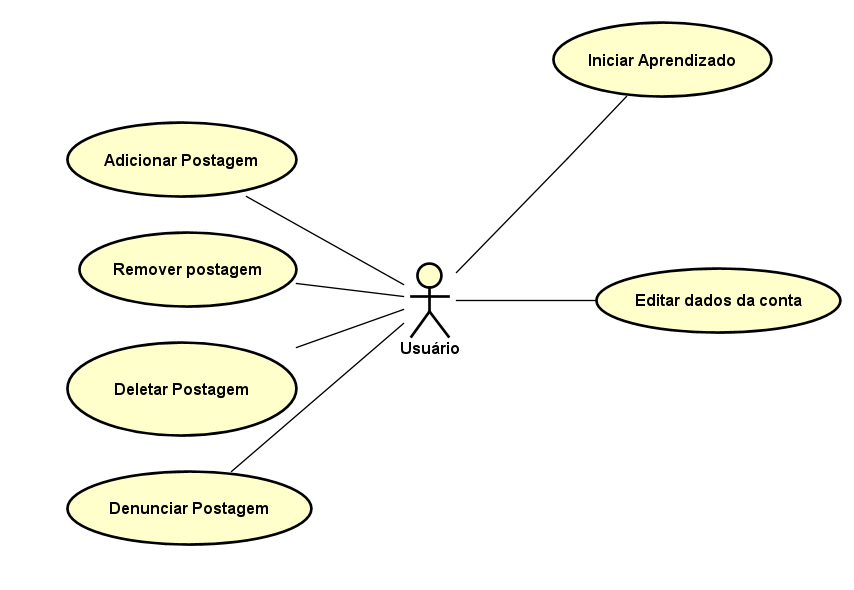 Iniciar Aprendizado
Adicionar Postagem
Remover postagem
Editar dados da conta
Usuário
Deletar Postagem
Denunciar Postagem